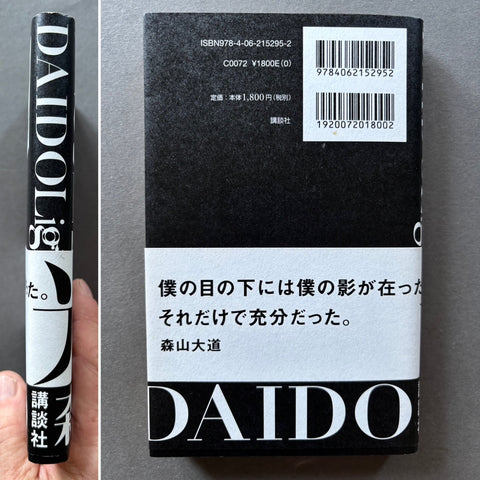 DAIDO
Lig
た。
講談社
ISBN978-4-06-215295-2
C0072 ¥1800E(0)
定価：本体1,800円（税別）
講談社
9784062152952
1920072018002
DAIDO
僕の目の下には僕の影が在った
それだけで充分だった。
森山大道
DAIDO